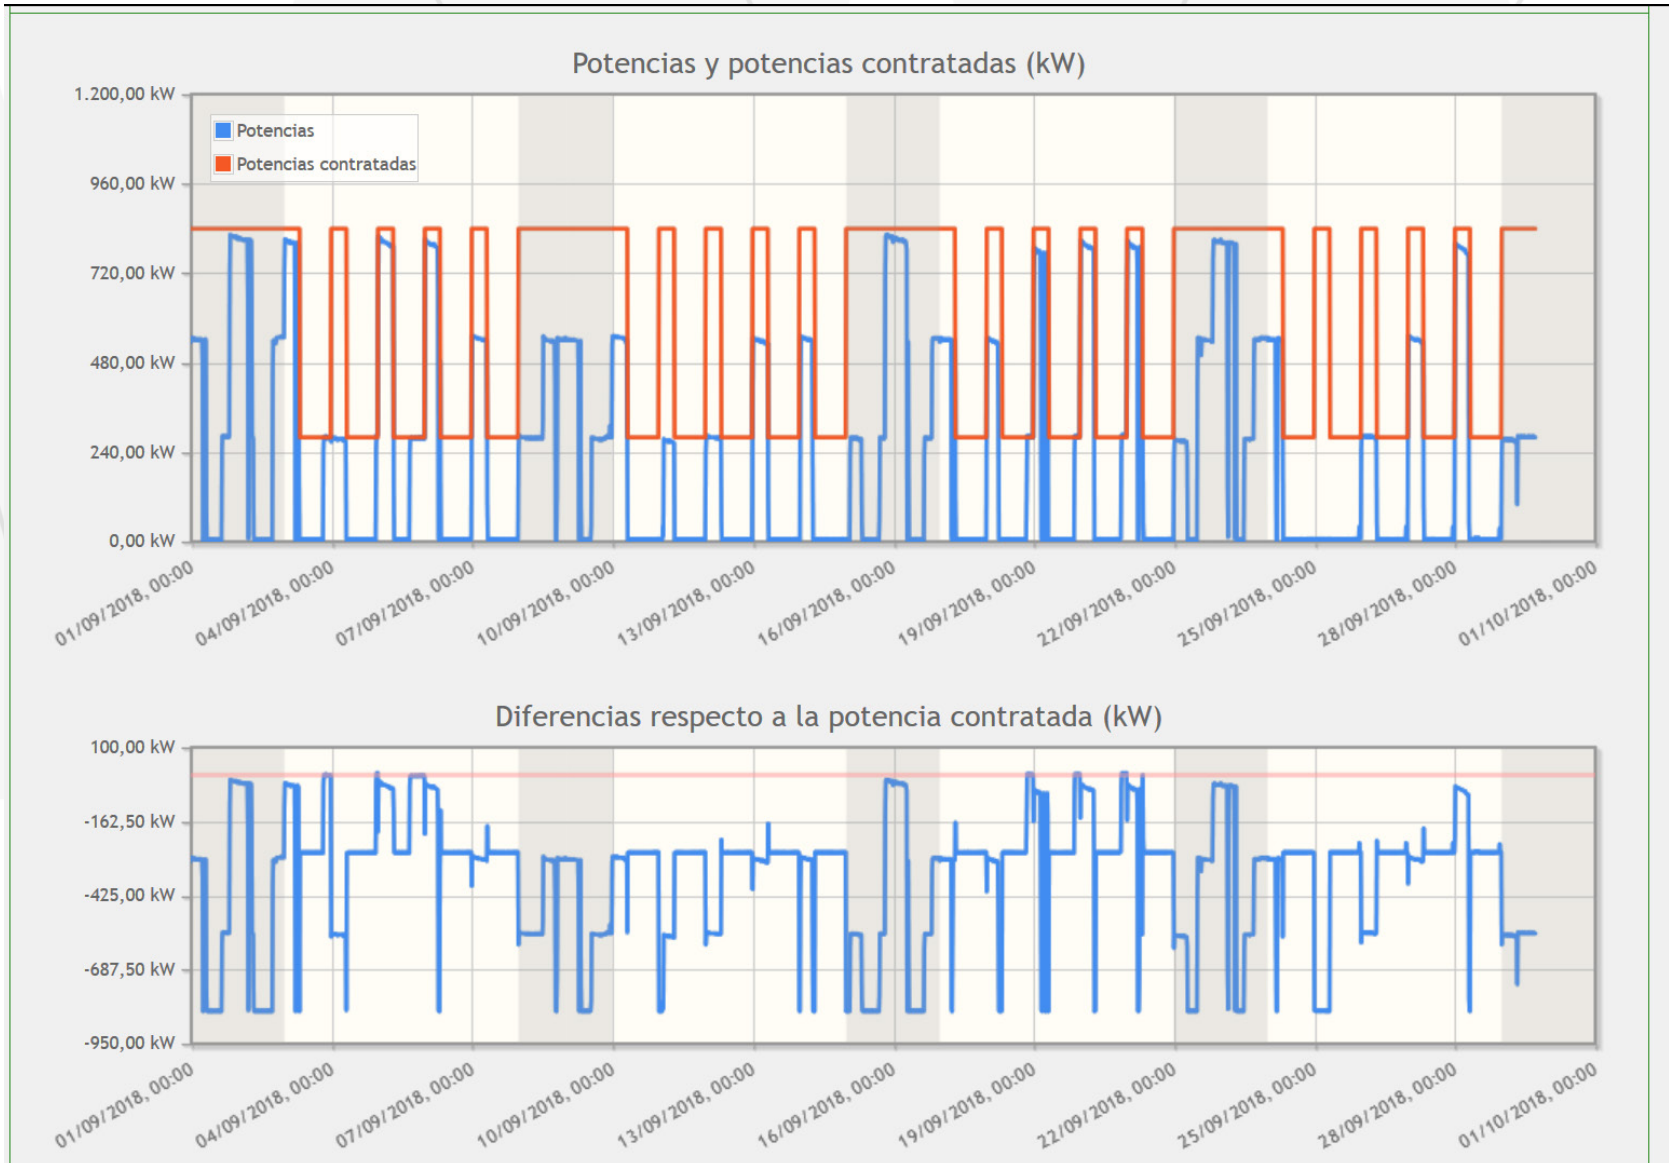 Potencias y potencias contratadas (kW)
1.200,00 kW
Potencias
Potencias contratadas
960,00 kW
720,00 kW
480,00 kW
240,00 kW
0,00 kW
01/09/2018, 00:00
04/09/2018, 00:00
07/09/2018, 00:00
10/09/2018, 00:00
13/09/2018, 00:00
16/09/2018, 00:00
19/09/2018, 00:00
22/09/2018, 00:00
25/09/2018, 00:00
28/09/2018, 00:00
01/10/2018, 00:00
Diferencias respecto a la potencia contratada (kW)
100,00 kW
-162,50 kW
-425,00 kW
-687,50 kW
-950,00 kW
01/09/2018, 00:00
04/09/2018, 00:00
07/09/2018, 00:00
10/09/2018, 00:00
13/09/2018, 00:00
16/09/2018, 00:00
19/09/2018, 00:00
22/09/2018, 00:00
25/09/2018, 00:00
28/09/2018, 00:00
01/10/2018, 00:00